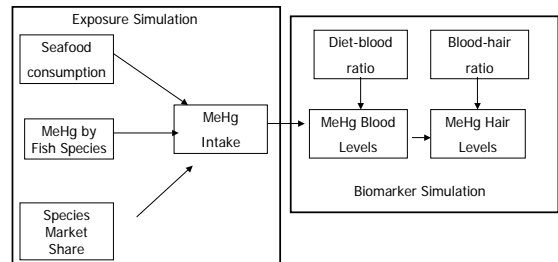 Exposure Simulation
Seafood
consumption
MeHg by
Fish Species
Species
Market
Share
MeHg
Intake
Diet-blood
ratio
Blood-hair
ratio
MeHg Blood
Levels
MeHg Hair
Levels
Biomarker Simulation